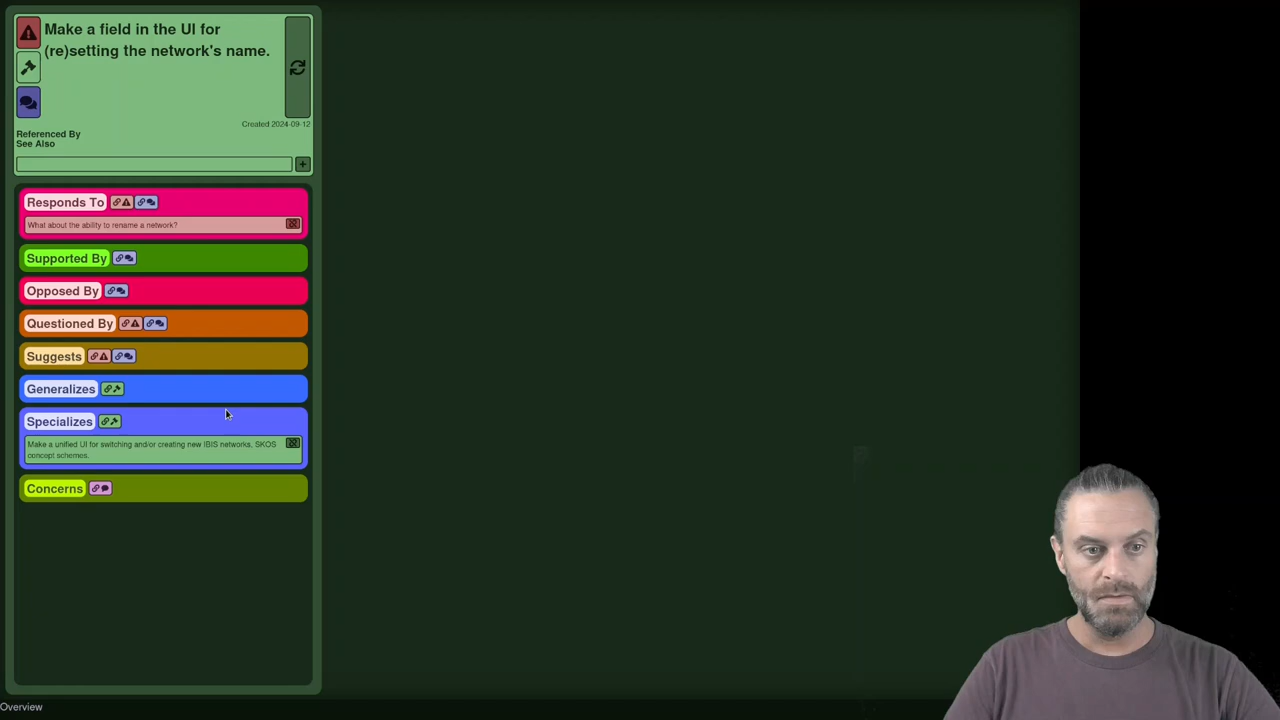 Make a field in the UI for
(re)setting the network's name.
Created 2024-09-12
Referenced By
See Also
+
Responds To
What about the ability to rename a network?
Supported By
Opposed By
Questioned By
Suggests
Generalizes
Specializes
Make a unified UI for switching and/or creating new IBIS networks, SKOS
concept schemes.
Concerns
Overview